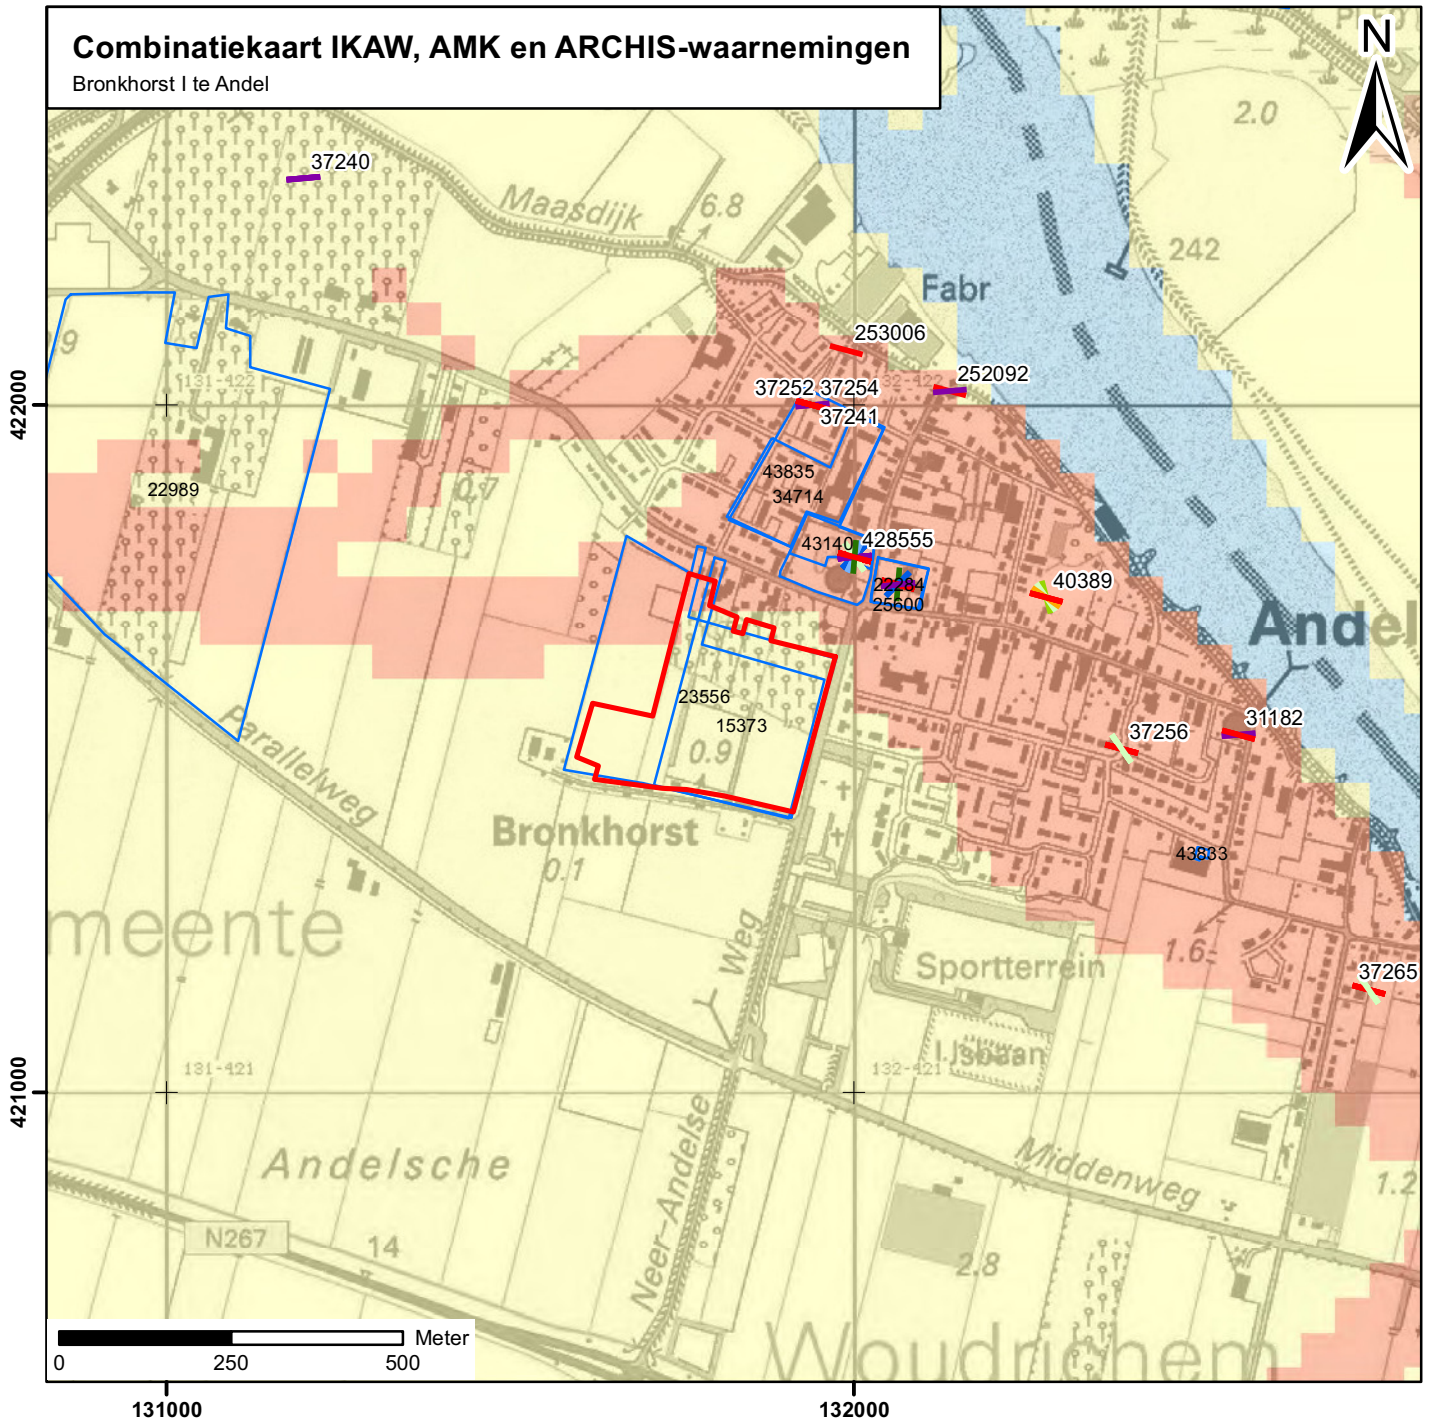 Combinatiekaart IKAW, AMK en ARCHIS-waarnemingen
Bronkhorst I te Andel
N
2.0
37240
Maasdijk
6.8
242
Fabr
253006
252092
37252 37254
37241
131-422
422000
43835
34714
22989
0.7
43140
428555
22284
25600
40389
Andel
23556
15373
0.9
31182
37256
Parallelweg
Bronkhorst
0.1
43833
meente
Weg
1.6
Sportterrein
37265
IJsbaan
131-421
132-421
421000
Neer-Andelse
Andelsche
Middenweg
1.2
N267
14
2.8
Woudrichem
Meter
0 250 500
131000 132000